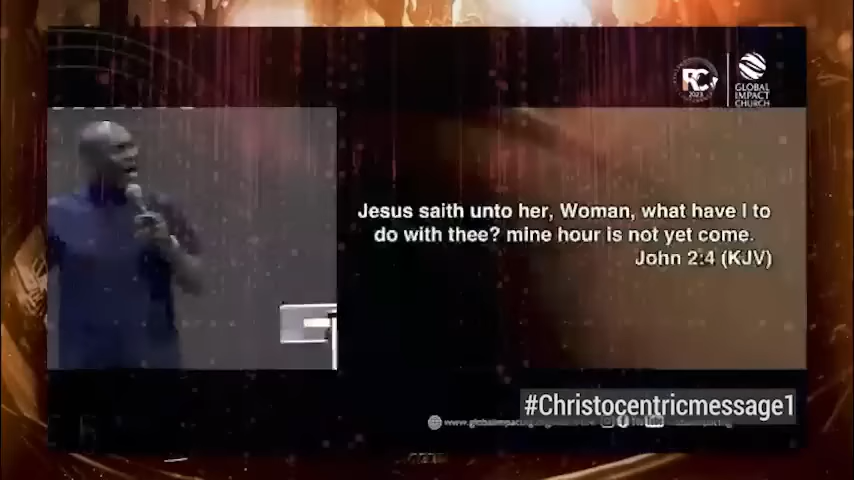 RC
2023
GLOBAL
IMPACT
CHURCH
Jesus saith unto her, Woman, what have I to
do with thee? mine hour is not yet come.
John 2:4 (KJV)
#Christocentricmessage1